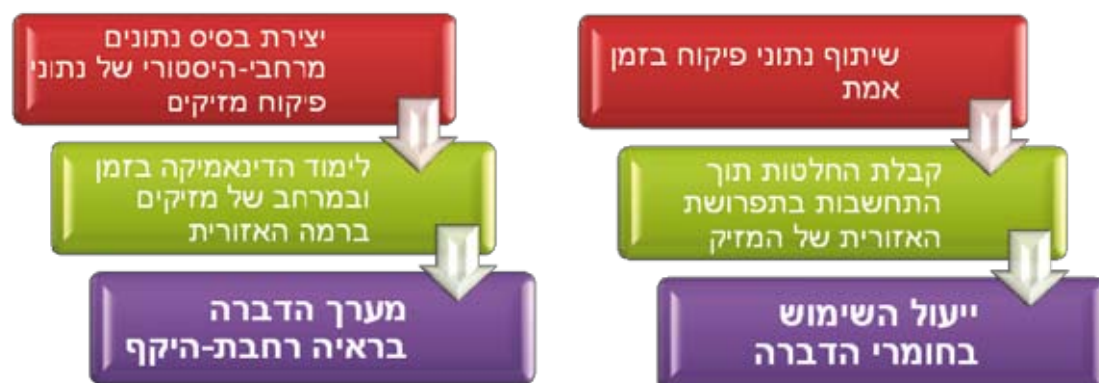 שיתוף נתוני פיקוח בזמן
אמת
קבלת החלטות תוך
התחשבות בתפרושת
האזורית של המזיק
ייעול השימוש
בחומרי הדברה
יצירת בסיס נתונים
מרחבי-היסטורי של נתוני
פיקוח מזיקים
לימוד הדינאמיקה בזמן
ובמרחב של מזיקים
ברמה האזורית
מערך הדברה
בראיה רחבת-היקף